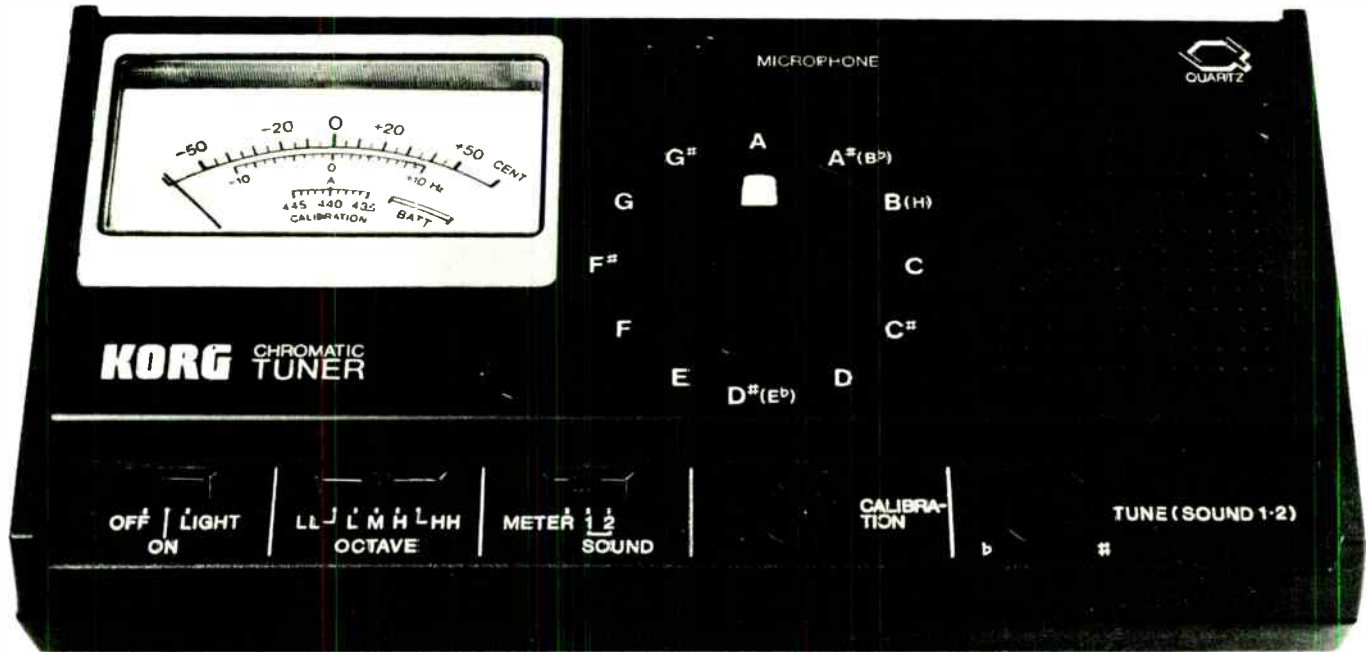 MICROPHONE
QUARTZ
-50 -20 0 +20 +50 CENT
-10 0 +10 Hz
A
445 440 435
CALIBRATION
BATT
A
G# A#(B♭)
G B(H)
F# C
F C#
E D
D#(E♭)
KORG CHROMATIC
TUNER
OFF LIGHT
ON
LL L M H HH
OCTAVE
METER 1 2
SOUND
CALIBRA-
TION
♭ #
TUNE (SOUND 1·2)